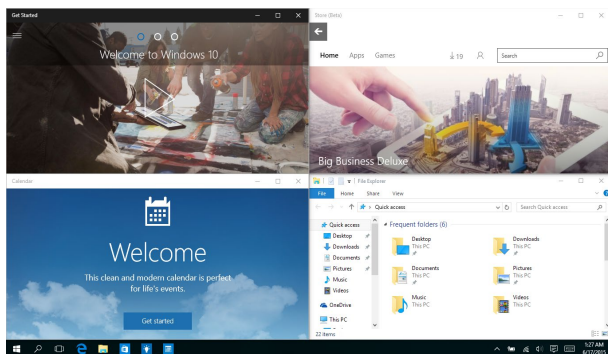 Get Started
Welcome to Windows 10
Store (Beta)
Home Apps Games
19
Search
Big Business Deluxe
Calendar
Welcome
This clean and modern calendar is perfect
for life's events.
Get started
File Explorer
File Home Share View
Quick access
Search Quick access
Quick access
Desktop
Downloads
Documents
Pictures
Music
Videos
OneDrive
This PC
22 items
Frequent folders (6)
Desktop
This PC
Downloads
This PC
Documents
This PC
Pictures
This PC
Music
This PC
Videos
This PC
1:27 AM
6/17/2015